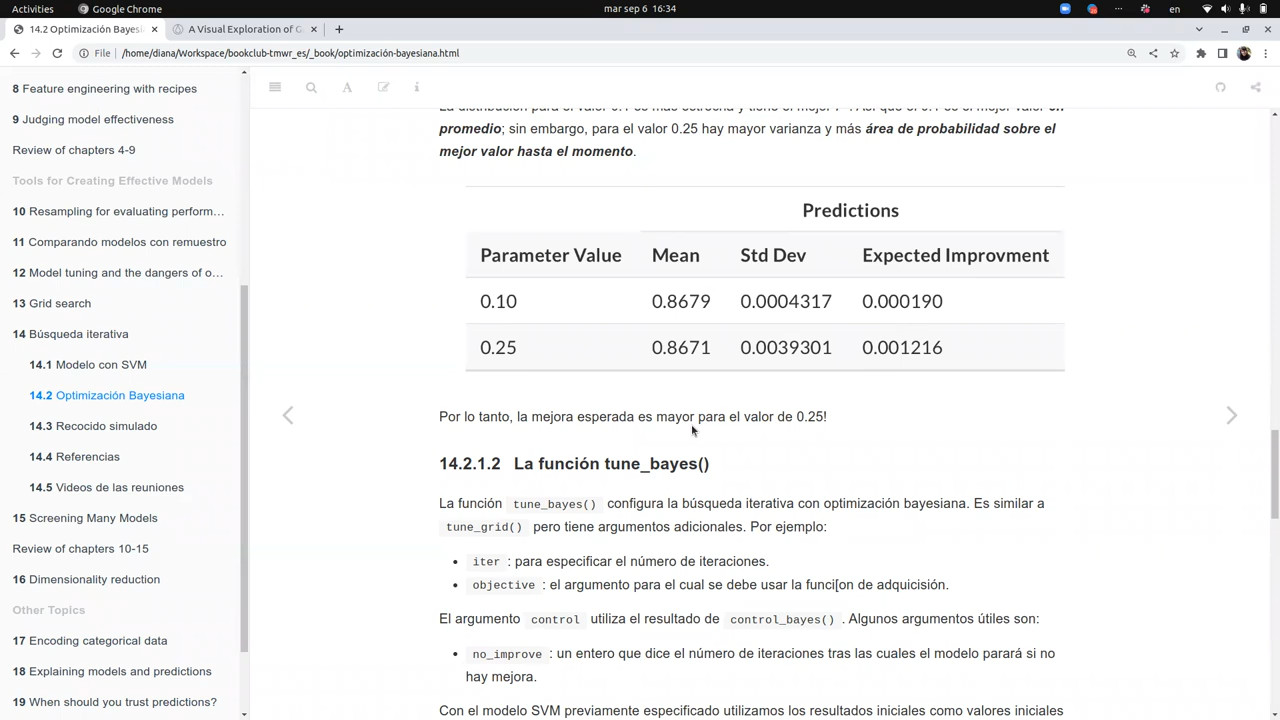 Activities
Google Chrome
mar sep 6 16:34
en
14.2 Optimización Bayesi
A Visual Exploration of G
File /home/diana/Workspace/bookclub-tmwr_es/_book/optimización-bayesiana.html
8 Feature engineering with recipes
9 Judging model effectiveness
Review of chapters 4-9
Tools for Creating Effective Models
10 Resampling for evaluating perform…
11 Comparando modelos con remuestro
12 Model tuning and the dangers of o…
13 Grid search
14 Búsqueda iterativa
14.1 Modelo con SVM
14.2 Optimización Bayesiana
14.3 Recocido simulado
14.4 Referencias
14.5 Videos de las reuniones
15 Screening Many Models
Review of chapters 10-15
16 Dimensionality reduction
Other Topics
17 Encoding categorical data
18 Explaining models and predictions
19 When should you trust predictions?
promedio; sin embargo, para el valor 0.25 hay mayor varianza y más área de probabilidad sobre el
mejor valor hasta el momento.
Predictions
Parameter Value Mean Std Dev Expected Improvment
0.10 0.8679 0.0004317 0.000190
0.25 0.8671 0.0039301 0.001216
Por lo tanto, la mejora esperada es mayor para el valor de 0.25!
14.2.1.2 La función tune_bayes()
La función tune_bayes() configura la búsqueda iterativa con optimización bayesiana. Es similar a
tune_grid() pero tiene argumentos adicionales. Por ejemplo:
• iter : para especificar el número de iteraciones.
• objective : el argumento para el cual se debe usar la funci[on de adquicisión.
El argumento control utiliza el resultado de control_bayes() . Algunos argumentos útiles son:
• no_improve : un entero que dice el número de iteraciones tras las cuales el modelo parará si no
hay mejora.
Con el modelo SVM previamente especificado utilizamos los resultados iniciales como valores iniciales